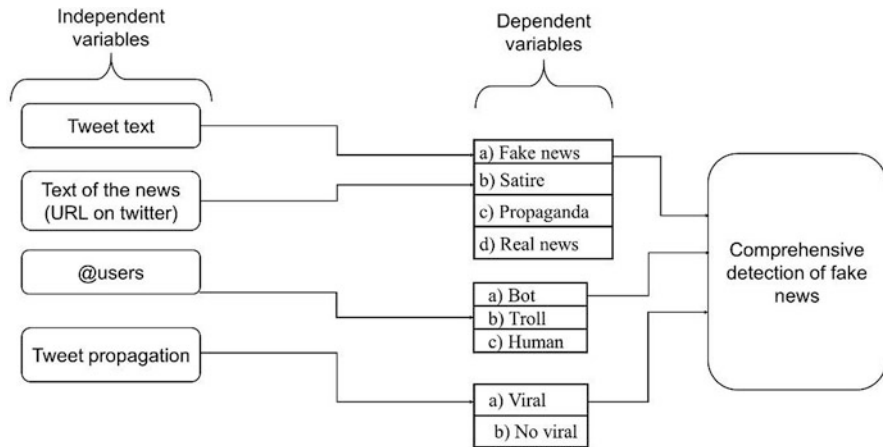 Independent
variables
Tweet text
Text of the news
(URL on twitter)
@users
Tweet propagation
Dependent
variables
a) Fake news
b) Satire
c) Propaganda
d) Real news
a) Bot
b) Troll
c) Human
a) Viral
b) No viral
Comprehensive
detection of fake
news